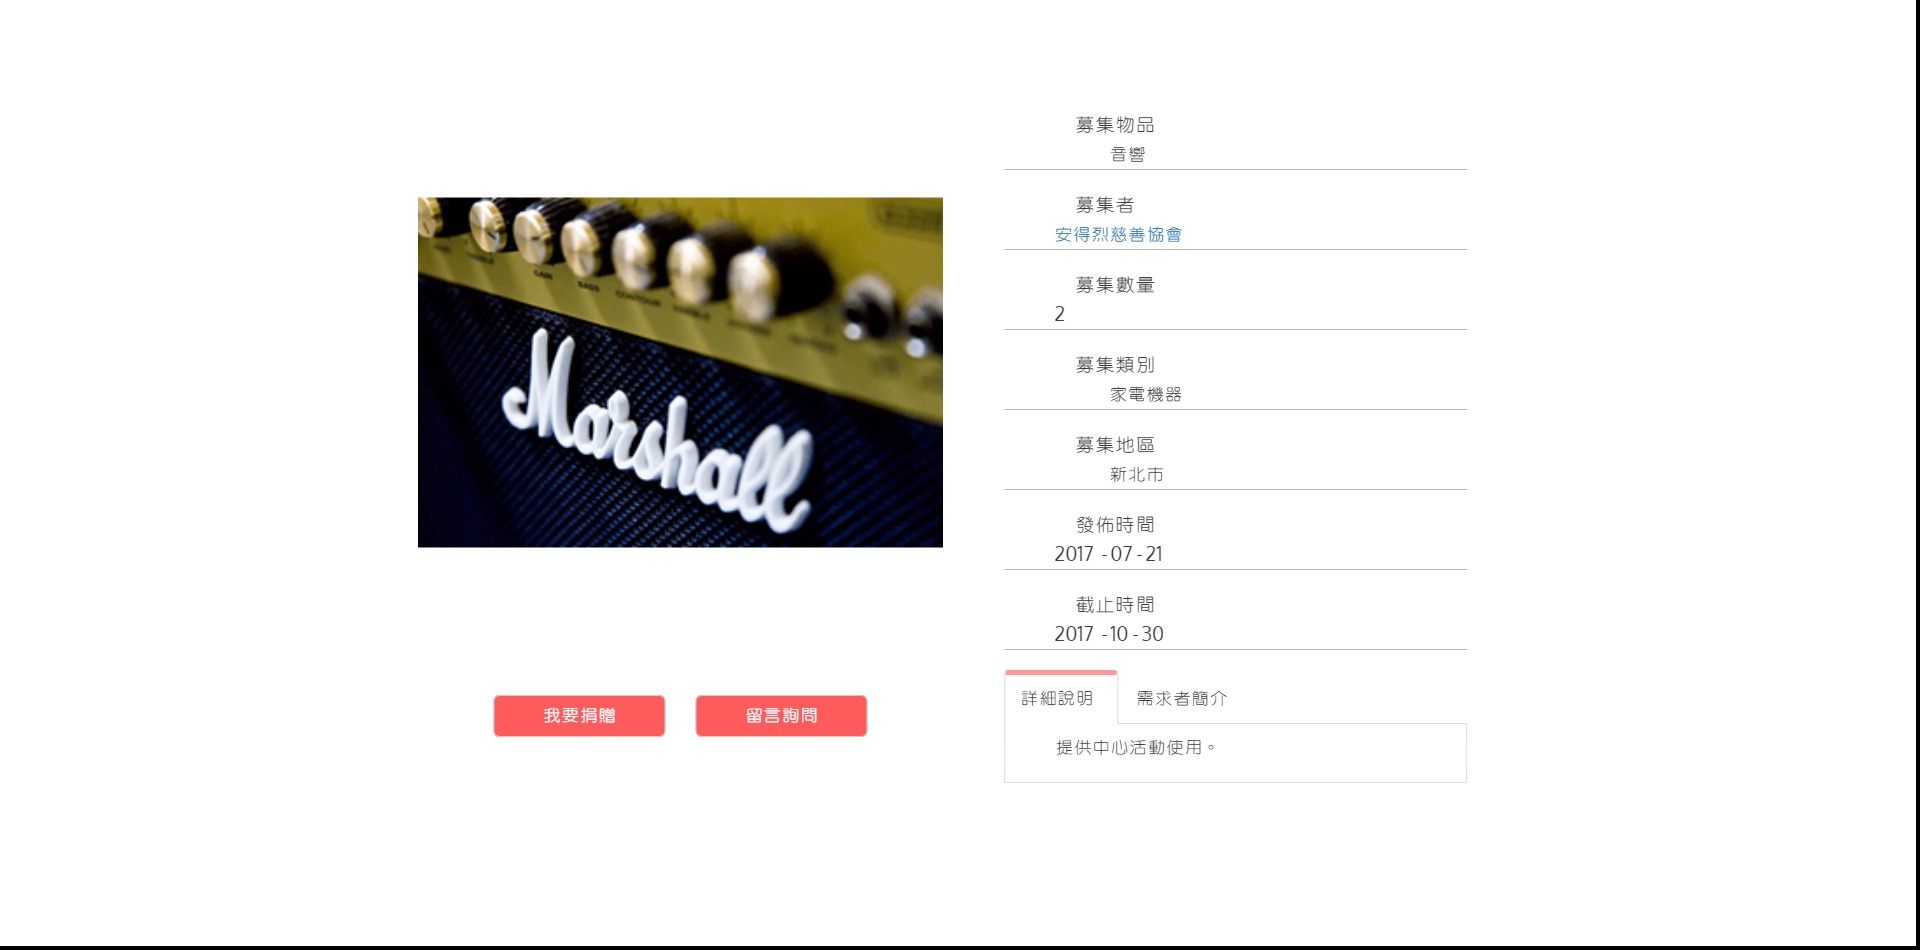 GAIN
BASS
CONTOUR
Marshall
我要捐贈
留言詢問
募集物品
音響
募集者
安得烈慈善協會
募集數量
2
募集類別
家電機器
募集地區
新北市
發佈時間
2017 -07-21
截止時間
2017 -10-30
詳細說明 需求者簡介
提供中心活動使用。